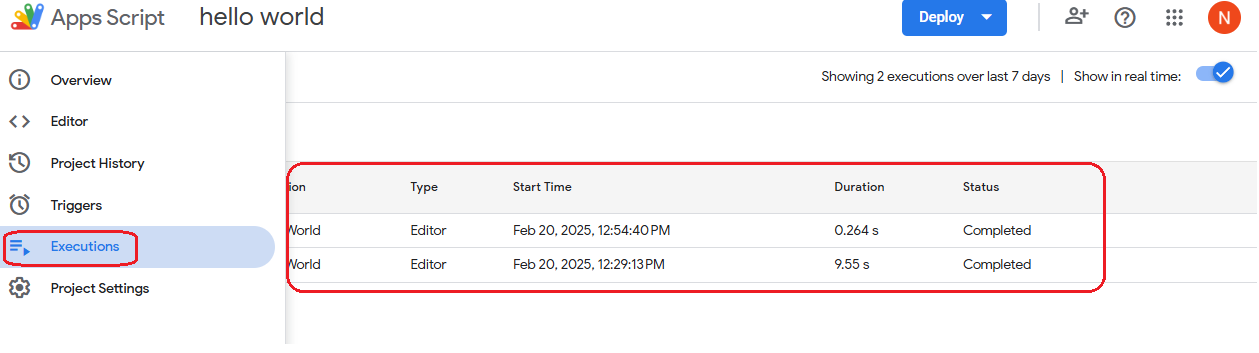 Apps Script hello world Deploy N
Overview
Showing 2 executions over last 7 days | Show in real time:
Editor
Project History
Triggers
Executions
Project Settings
ion Type Start Time Duration Status
World Editor Feb 20, 2025, 12:54:40 PM 0.264 s Completed
World Editor Feb 20, 2025, 12:29:13 PM 9.55 s Completed